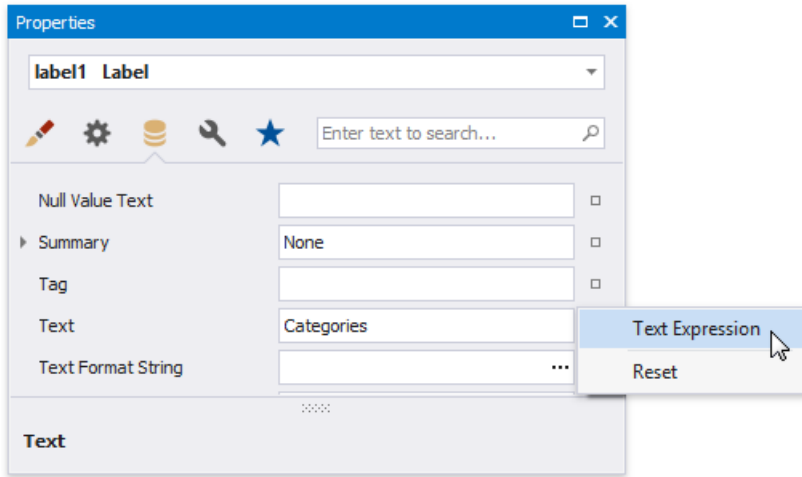 Properties
label1 Label
Enter text to search...
Null Value Text
Summary None
Tag
Text Categories
Text Expression
Text Format String ...
Reset
Text